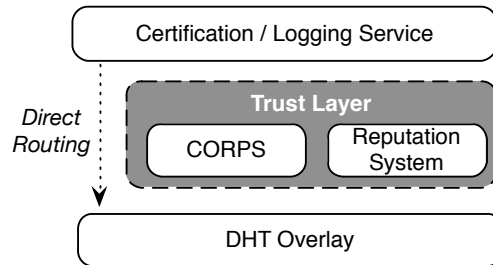 Certification / Logging Service
Direct
Routing
Trust Layer
CORPS
Reputation
System
DHT Overlay